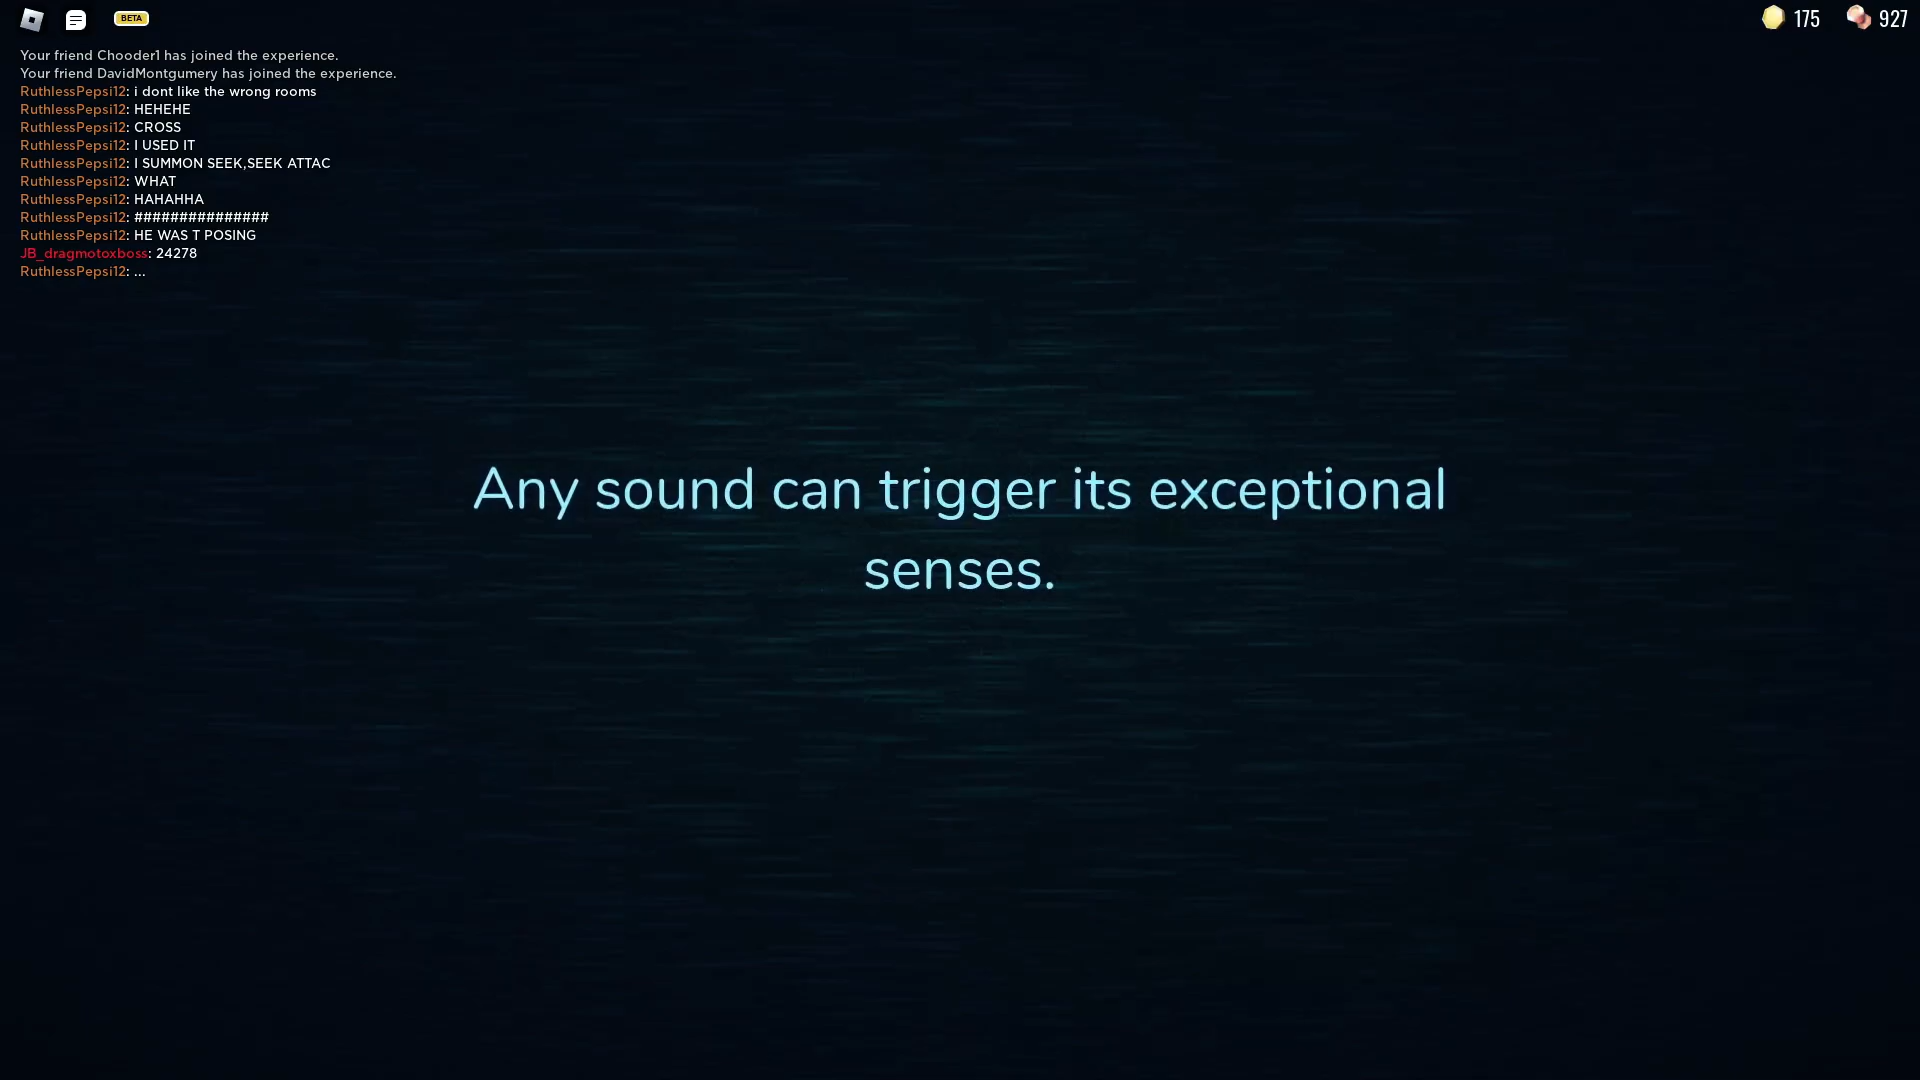 BETA
175
927
Your friend Chooder1 has joined the experience.
Your friend DavidMontgumery has joined the experience.
RuthlessPepsi12: i dont like the wrong rooms
RuthlessPepsi12: HEHEHE
RuthlessPepsi12: CROSS
RuthlessPepsi12: I USED IT
RuthlessPepsi12: I SUMMON SEEK,SEEK ATTAC
RuthlessPepsi12: WHAT
RuthlessPepsi12: HAHAHHA
RuthlessPepsi12: ###############
RuthlessPepsi12: HE WAS T POSING
JB_dragmotoxboss: 24278
RuthlessPepsi12: ...
Any sound can trigger its exceptional
senses.